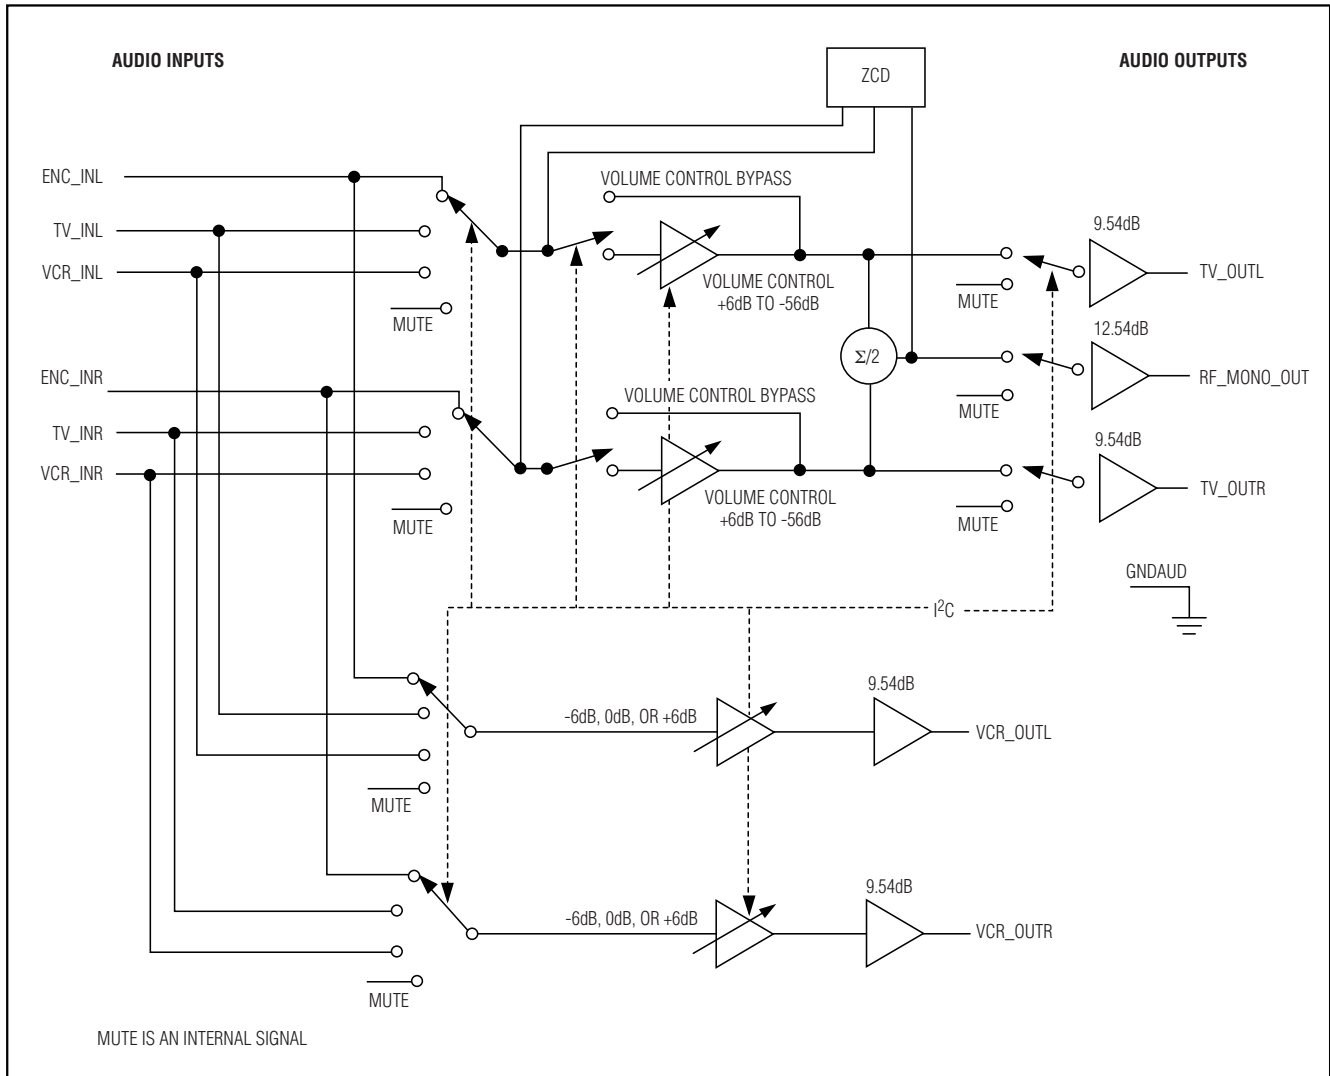 AUDIO INPUTS
AUDIO OUTPUTS
ZCD
ENC_INL
TV_INL
VCR_INL
MUTE
VOLUME CONTROL BYPASS
VOLUME CONTROL
+6dB TO -56dB
MUTE
9.54dB
TV_OUTL
12.54dB
Σ/2
RF_MONO_OUT
MUTE
ENC_INR
TV_INR
VCR_INR
MUTE
VOLUME CONTROL BYPASS
VOLUME CONTROL
+6dB TO -56dB
MUTE
9.54dB
TV_OUTR
GNDAUD
I²C
-6dB, 0dB, OR +6dB
9.54dB
VCR_OUTL
MUTE
-6dB, 0dB, OR +6dB
9.54dB
VCR_OUTR
MUTE
MUTE IS AN INTERNAL SIGNAL